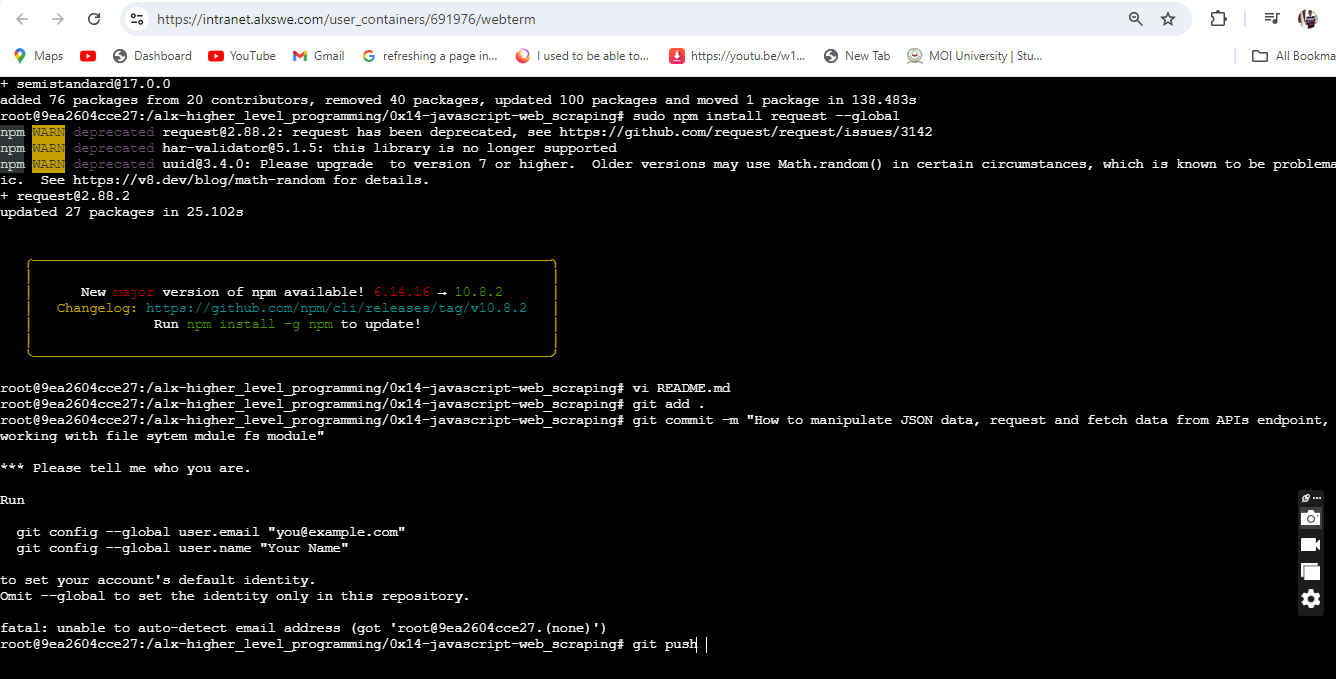 https://intranet.alxswe.com/user_containers/691976/webterm
Maps Dashboard YouTube Gmail refreshing a page in... I used to be able to... https://youtu.be/w1... New Tab MOI University | Stu... All Bookma
+ semistandard@17.0.0
added 76 packages from 20 contributors, removed 40 packages, updated 100 packages and moved 1 package in 138.483s
root@9ea2604cce27:/alx-higher_level_programming/0x14-javascript-web_scraping# sudo npm install request --global
npm WARN deprecated request@2.88.2: request has been deprecated, see https://github.com/request/request/issues/3142
npm WARN deprecated har-validator@5.1.5: this library is no longer supported
npm WARN deprecated uuid@3.4.0: Please upgrade  to version 7 or higher.  Older versions may use Math.random() in certain circumstances, which is known to be problema
ic.  See https://v8.dev/blog/math-random for details.
+ request@2.88.2
updated 27 packages in 25.102s
New major version of npm available! 6.14.16 → 10.8.2
Changelog: https://github.com/npm/cli/releases/tag/v10.8.2
Run npm install -g npm to update!
root@9ea2604cce27:/alx-higher_level_programming/0x14-javascript-web_scraping# vi README.md
root@9ea2604cce27:/alx-higher_level_programming/0x14-javascript-web_scraping# git add .
root@9ea2604cce27:/alx-higher_level_programming/0x14-javascript-web_scraping# git commit -m "How to manipulate JSON data, request and fetch data from APIs endpoint,
working with file sytem mdule fs module"
*** Please tell me who you are.
Run
git config --global user.email "you@example.com"
git config --global user.name "Your Name"
to set your account's default identity.
Omit --global to set the identity only in this repository.
fatal: unable to auto-detect email address (got 'root@9ea2604cce27.(none)')
root@9ea2604cce27:/alx-higher_level_programming/0x14-javascript-web_scraping# git push